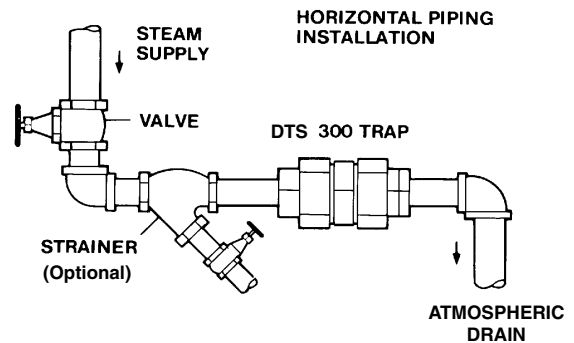 HORIZONTAL PIPING
INSTALLATION
STEAM
SUPPLY
VALVE
DTS 300 TRAP
STRAINER
(Optional)
ATMOSPHERIC
DRAIN